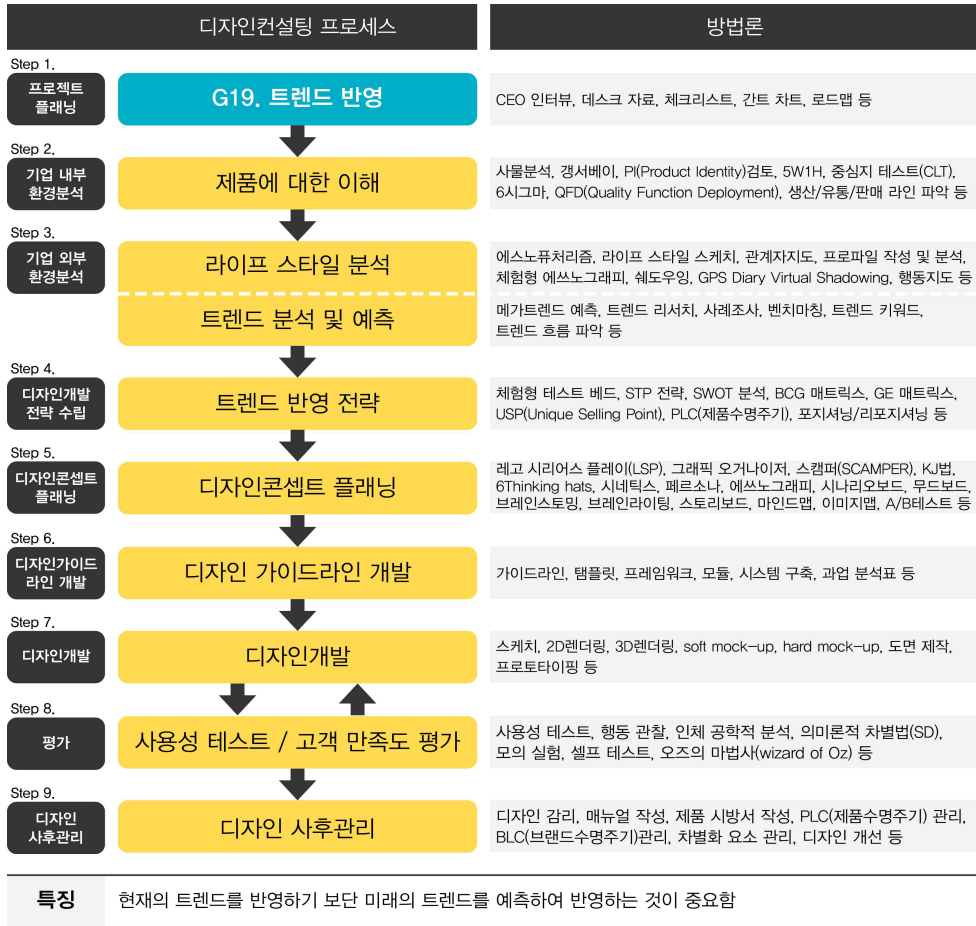 디자인컨설팅 프로세스
방법론
Step 1.
프로젝트
플래닝
G19. 트렌드 반영
CEO 인터뷰, 데스크 자료, 체크리스트, 간트 차트, 로드맵 등
Step 2.
기업 내부
환경분석
제품에 대한 이해
사물분석, 갱서베이, PI(Product Identity)검토, 5W1H, 중심지 테스트(CLT),
6시그마, QFD(Quality Function Deployment), 생산/유통/판매 라인 파악 등
Step 3.
기업 외부
환경분석
라이프 스타일 분석
에스노퓨처리즘, 라이프 스타일 스케치, 관계자지도, 프로파일 작성 및 분석,
체험형 에쓰노그래피, 쉐도우잉, GPS Diary Virtual Shadowing, 행동지도 등
트렌드 분석 및 예측
메가트렌드 예측, 트렌드 리서치, 사례조사, 벤치마칭, 트렌드 키워드,
트렌드 흐름 파악 등
Step 4.
디자인개발
전략 수립
트렌드 반영 전략
체험형 테스트 베드, STP 전략, SWOT 분석, BCG 매트릭스, GE 매트릭스,
USP(Unique Selling Point), PLC(제품수명주기), 포지셔닝/리포지셔닝 등
Step 5.
디자인콘셉트
플래닝
디자인콘셉트 플래닝
레고 시리어스 플레이(LSP), 그래픽 오거나이저, 스캠퍼(SCAMPER), KJ법,
6Thinking hats, 시네틱스, 페르소나, 에쓰노그래피, 시나리오보드, 무드보드,
브레인스토밍, 브레인라이팅, 스토리보드, 마인드맵, 이미지맵, A/B테스트 등
Step 6.
디자인가이드
라인 개발
디자인 가이드라인 개발
가이드라인, 탬플릿, 프레임워크, 모듈, 시스템 구축, 과업 분석표 등
Step 7.
디자인개발
디자인개발
스케치, 2D렌더링, 3D렌더링, soft mock-up, hard mock-up, 도면 제작,
프로토타이핑 등
Step 8.
평가
사용성 테스트 / 고객 만족도 평가
사용성 테스트, 행동 관찰, 인체 공학적 분석, 의미론적 차별법(SD),
모의 실험, 셀프 테스트, 오즈의 마법사(wizard of Oz) 등
Step 9.
디자인
사후관리
디자인 사후관리
디자인 감리, 매뉴얼 작성, 제품 시방서 작성, PLC(제품수명주기) 관리,
BLC(브랜드수명주기)관리, 차별화 요소 관리, 디자인 개선 등
특징
현재의 트렌드를 반영하기 보단 미래의 트렌드를 예측하여 반영하는 것이 중요함